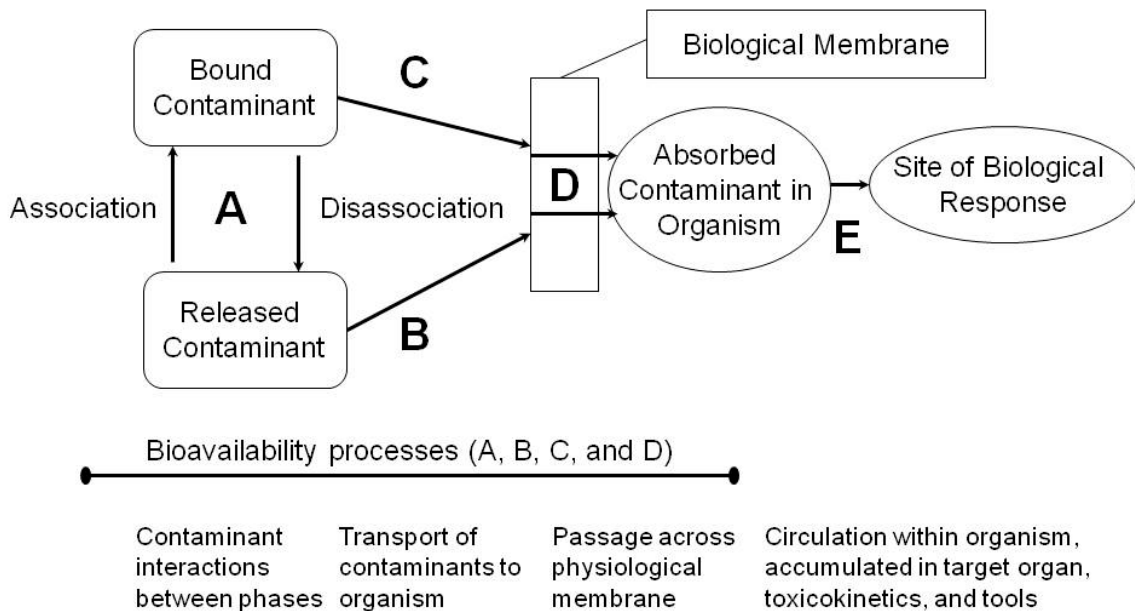 Biological Membrane
Bound
Contaminant
C
Association
A
Disassociation
D
Absorbed
Contaminant in
Organism
E
Site of Biological
Response
Released
Contaminant
B
Bioavailability processes (A, B, C, and D)
Contaminant
interactions
between phases
Transport of
contaminants to
organism
Passage across
physiological
membrane
Circulation within organism,
accumulated in target organ,
toxicokinetics, and tools